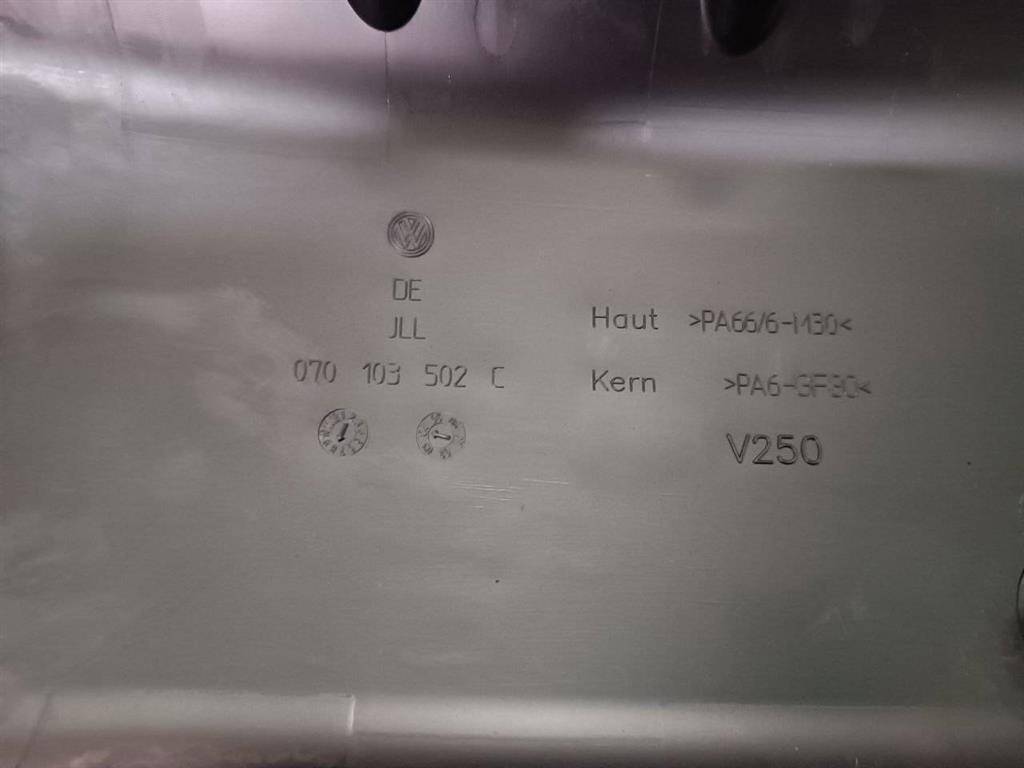 DE
JLL
070 103 502 C
Haut >PA66/6-M30<
Kern >PA6-GF30<
V250